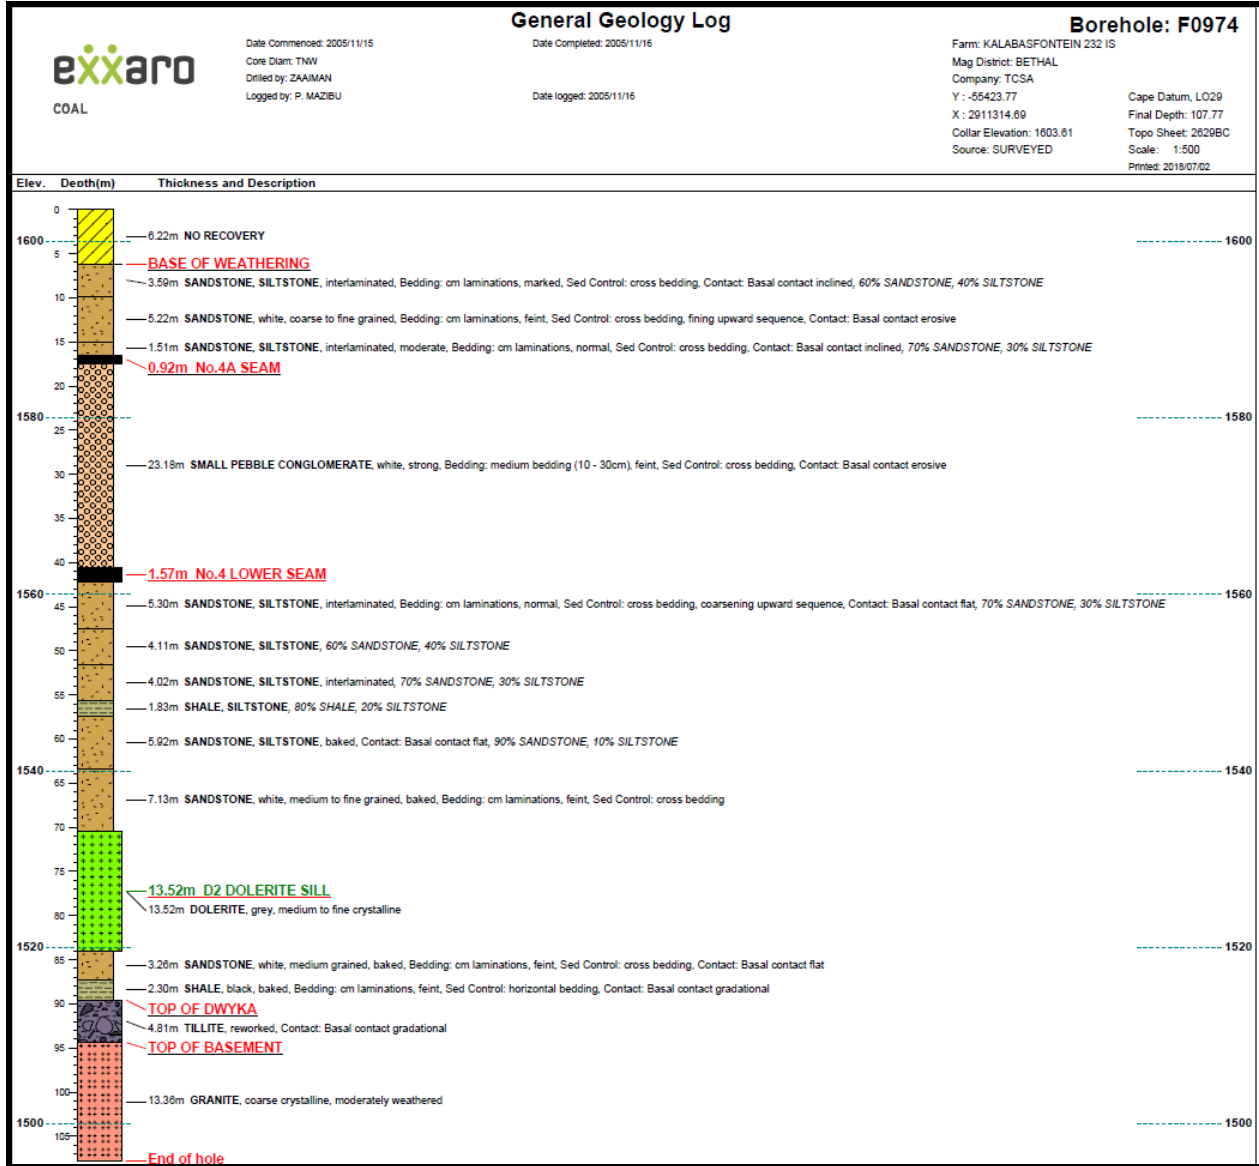 General Geology Log
Borehole: F0974
exxaro
COAL
Date Commenced: 2005/11/15
Date Completed: 2005/11/16
Core Diam: TNW
Drilled by: ZAAIMAN
Logged by: P. MAZIBU
Date logged: 2005/11/16
Farm: KALABASFONTEIN 232 IS
Mag District: BETHAL
Company: TCSA
Y : -55423.77
Cape Datum, LO29
X : 2911314.69
Final Depth: 107.77
Collar Elevation: 1603.61
Topo Sheet: 2629BC
Source: SURVEYED
Scale: 1:500
Printed: 2018/07/02
Elev. Depth(m) Thickness and Description
0
6.22m NO RECOVERY
1600 1600
5
BASE OF WEATHERING
3.59m SANDSTONE, SILTSTONE, interlaminated, Bedding: cm laminations, marked, Sed Control: cross bedding, Contact: Basal contact inclined, 60% SANDSTONE, 40% SILTSTONE
10
5.22m SANDSTONE, white, coarse to fine grained, Bedding: cm laminations, feint, Sed Control: cross bedding, fining upward sequence, Contact: Basal contact erosive
15
1.51m SANDSTONE, SILTSTONE, interlaminated, moderate, Bedding: cm laminations, normal, Sed Control: cross bedding, Contact: Basal contact inclined, 70% SANDSTONE, 30% SILTSTONE
0.92m No.4A SEAM
20
1580 1580
25
23.18m SMALL PEBBLE CONGLOMERATE, white, strong, Bedding: medium bedding (10 - 30cm), feint, Sed Control: cross bedding, Contact: Basal contact erosive
30
35
40
1.57m No.4 LOWER SEAM
1560 1560
5.30m SANDSTONE, SILTSTONE, interlaminated, Bedding: cm laminations, normal, Sed Control: cross bedding, coarsening upward sequence, Contact: Basal contact flat, 70% SANDSTONE, 30% SILTSTONE
45
4.11m SANDSTONE, SILTSTONE, 60% SANDSTONE, 40% SILTSTONE
50
4.02m SANDSTONE, SILTSTONE, interlaminated, 70% SANDSTONE, 30% SILTSTONE
55
1.83m SHALE, SILTSTONE, 80% SHALE, 20% SILTSTONE
60
5.92m SANDSTONE, SILTSTONE, baked, Contact: Basal contact flat, 90% SANDSTONE, 10% SILTSTONE
1540 1540
65
7.13m SANDSTONE, white, medium to fine grained, baked, Bedding: cm laminations, feint, Sed Control: cross bedding
70
75
13.52m D2 DOLERITE SILL
13.52m DOLERITE, grey, medium to fine crystalline
80
1520 1520
85
3.26m SANDSTONE, white, medium grained, baked, Bedding: cm laminations, feint, Sed Control: cross bedding, Contact: Basal contact flat
2.30m SHALE, black, baked, Bedding: cm laminations, feint, Sed Control: horizontal bedding, Contact: Basal contact gradational
90
TOP OF DWYKA
4.81m TILLITE, reworked, Contact: Basal contact gradational
95
TOP OF BASEMENT
100
13.36m GRANITE, coarse crystalline, moderately weathered
1500 1500
105
End of hole